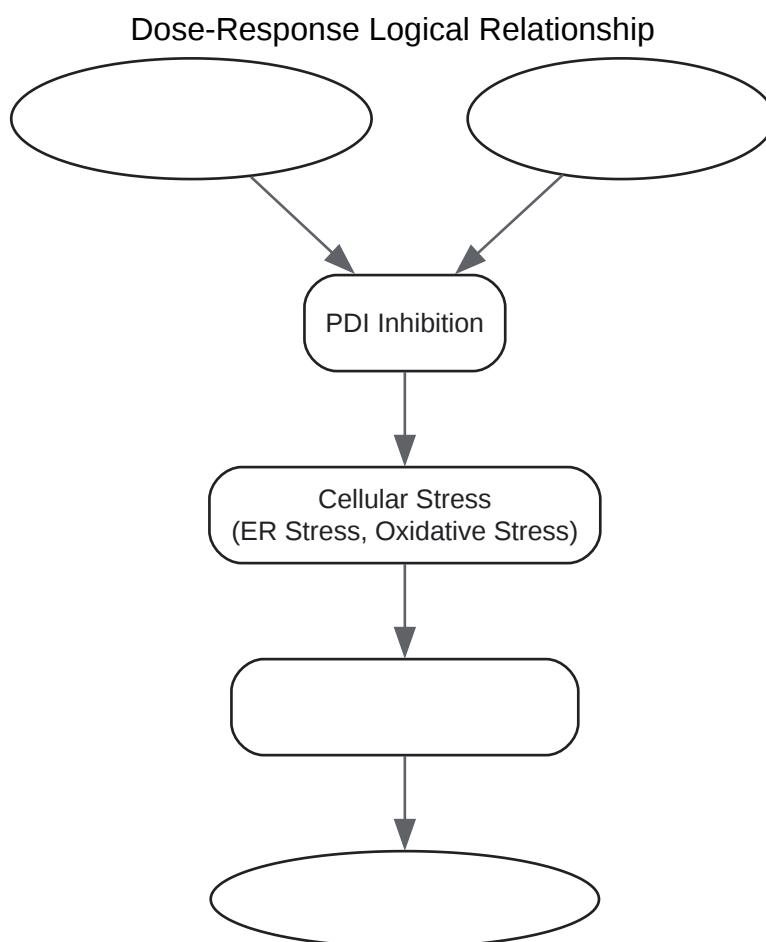 Dose-Response Logical Relationship
PDI Inhibition
Cellular Stress
(ER Stress, Oxidative Stress)